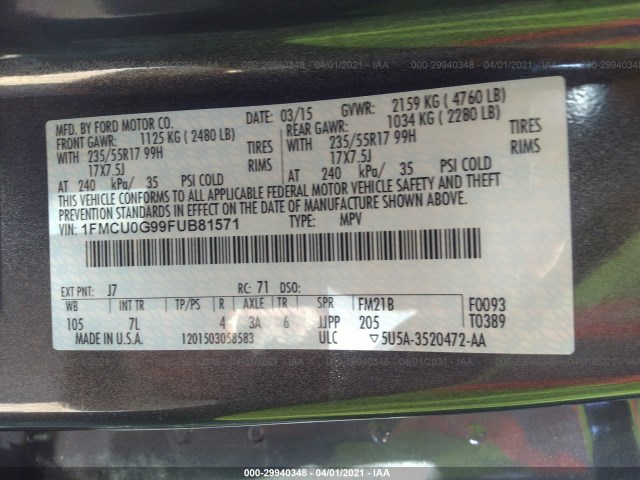 000-29940348 - 04/01/2021 - IAA
MFD. BY FORD MOTOR CO.
DATE: 03/15 GVWR: 2159 KG ( 4760 LB)
FRONT GAWR: 1125 KG ( 2480 LB)
REAR GAWR: 1034 KG ( 2280 LB)
WITH 235/55R17 99H TIRES
WITH 235/55R17 99H TIRES
17X7.5J RIMS
17X7.5J RIMS
AT 240 kPa/ 35 PSI COLD
AT 240 kPa/ 35 PSI COLD
THIS VEHICLE CONFORMS TO ALL APPLICABLE FEDERAL MOTOR VEHICLE SAFETY AND THEFT
PREVENTION STANDARDS IN EFFECT ON THE DATE OF MANUFACTURE SHOWN ABOVE.
VIN: 1FMCU0G99FUB81571 TYPE: MPV
EXT PNT: J7 RC: 71 DSO:
WB INT TR TP/PS R AXLE TR SPR FM21B F0093
105 7L 4 3A 6 JJPP 205 T0389
MADE IN U.S.A. 1201503058583 ULC 5U5A-3520472-AA
000-29940348 - 04/01/2021 - IAA